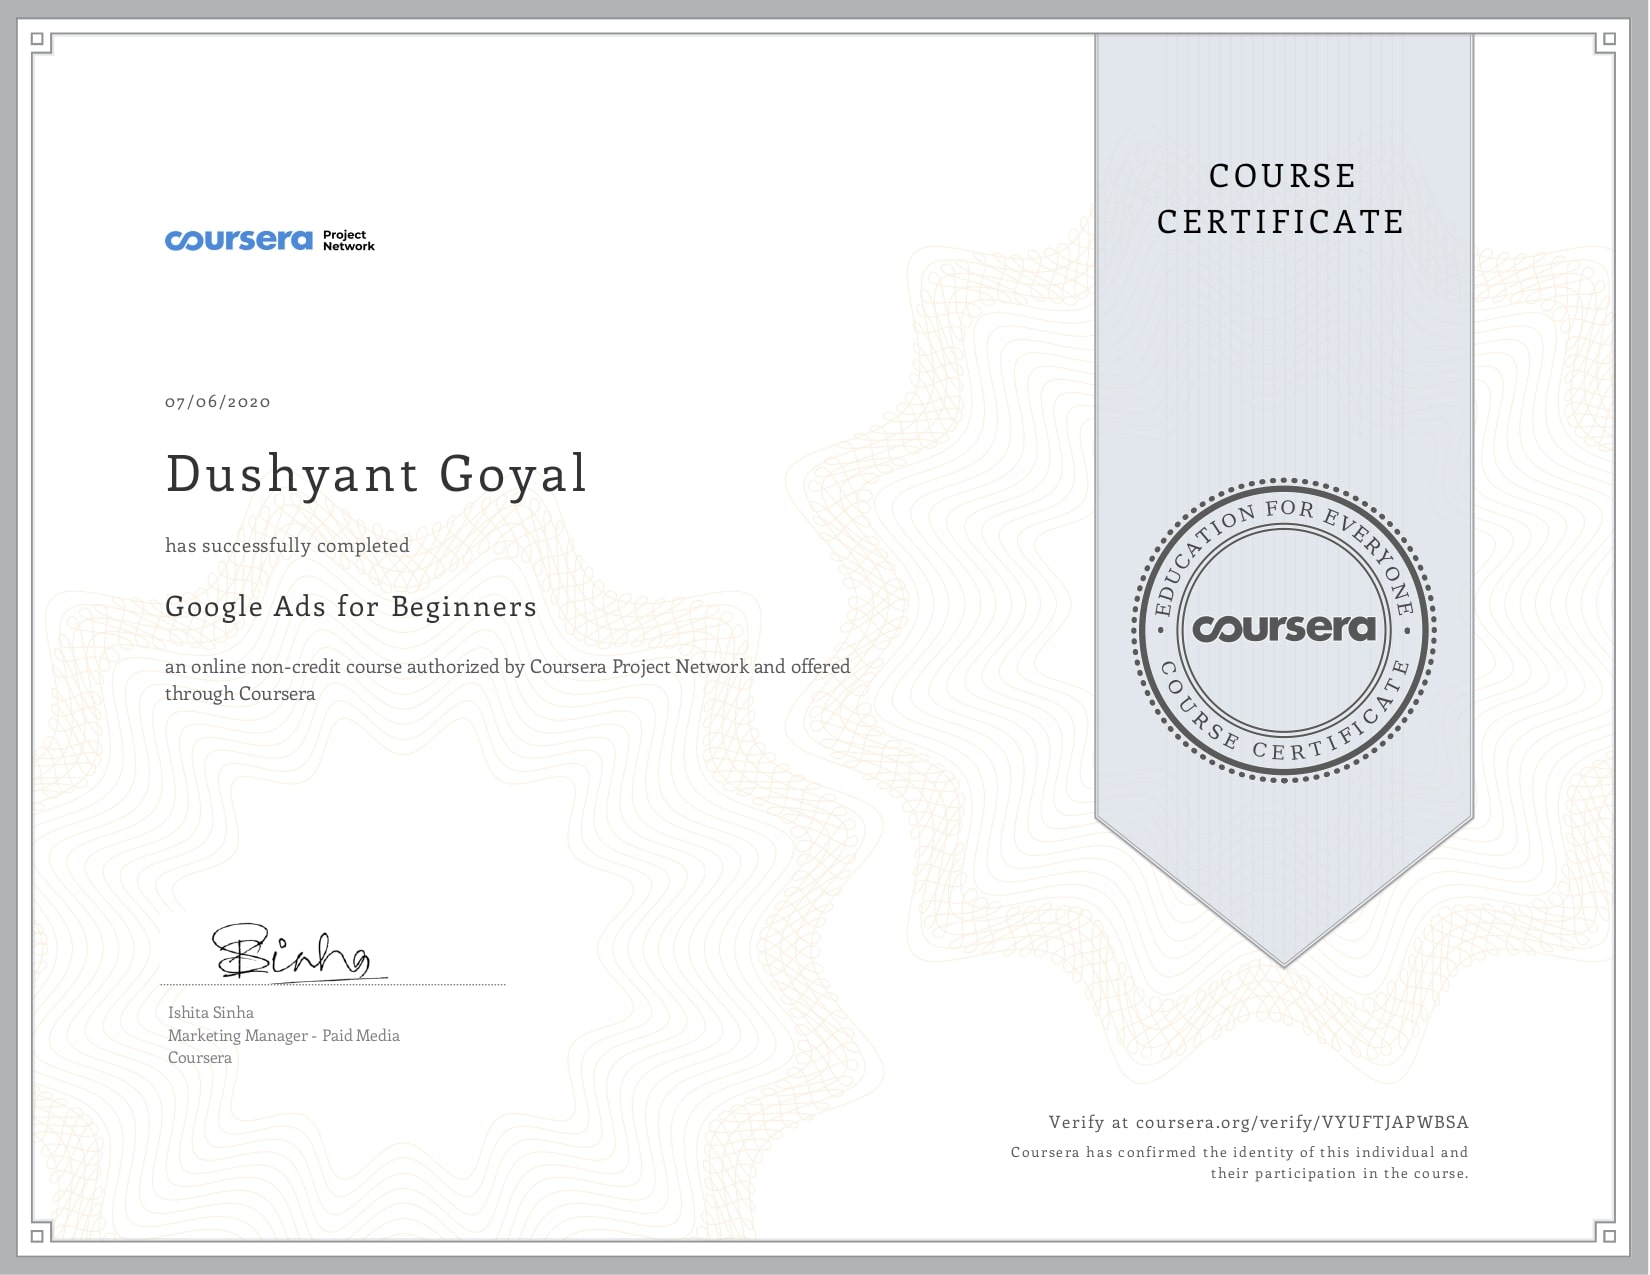 COURSE
CERTIFICATE
coursera Project
Network
07/06/2020
Dushyant Goyal
has successfully completed
Google Ads for Beginners
an online non-credit course authorized by Coursera Project Network and offered
through Coursera
EDUCATION FOR EVERYONE
coursera
COURSE CERTIFICATE
Sinha
Ishita Sinha
Marketing Manager - Paid Media
Coursera
Verify at coursera.org/verify/VYUFTJAPWBSA
Coursera has confirmed the identity of this individual and
their participation in the course.